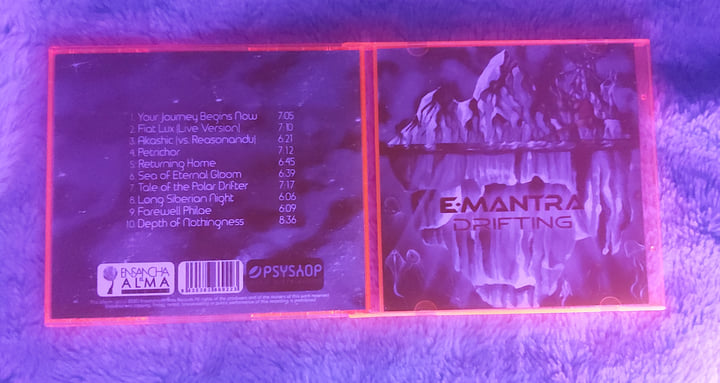 1. Your Journey Begins Now 7:05
2. Fiat Lux (Live Version) 7:10
3. Akashic (vs. Reasonandu) 6:21
4. Petrichor 7:12
5. Returning Home 6:45
6. Sea of Eternal Gloom 6:39
7. Tale of the Polar Drifter 7:17
8. Long Siberian Night 6:06
9. Farewell Philae 6:09
10. Depth of Nothingness 8:36
ENSANCHA
EL
ALMA
PSYSHOP
E-MANTRA
DRIFTING